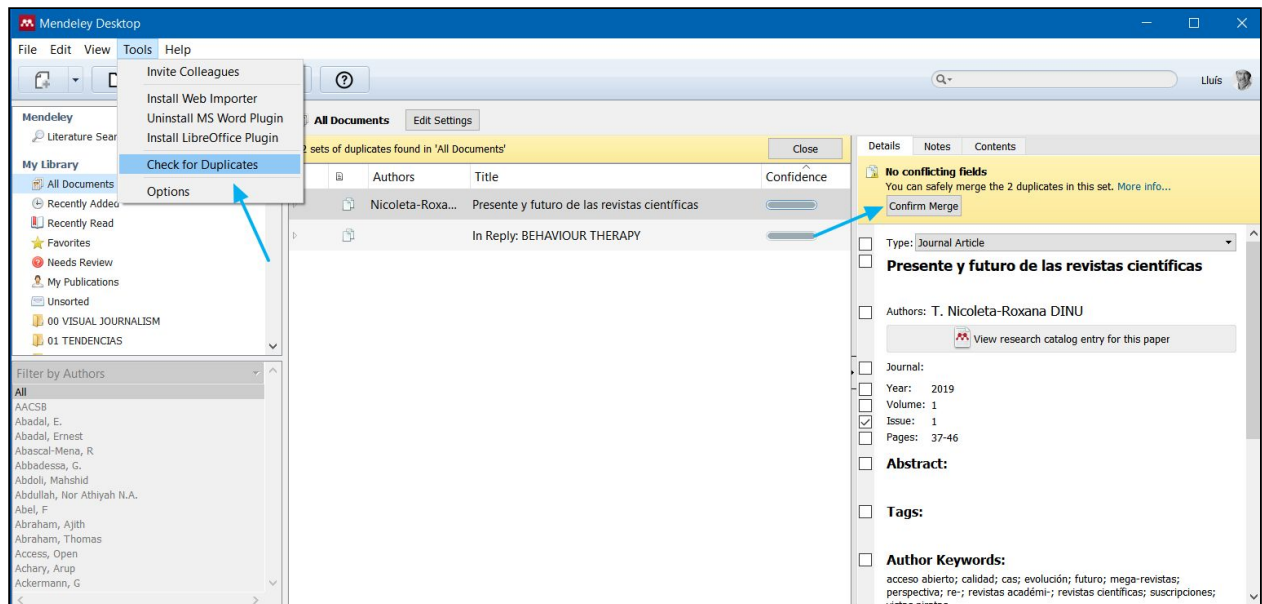 Mendeley Desktop
File Edit View Tools Help
Invite Colleagues
Install Web Importer
Uninstall MS Word Plugin
Install LibreOffice Plugin
Check for Duplicates
Options
Lluís
Mendeley
Literature Sear
My Library
All Documents
Recently Added
Recently Read
Favorites
Needs Review
My Publications
Unsorted
00 VISUAL JOURNALISM
01 TENDENCIAS
Filter by Authors
All
AACSB
Abadal, E.
Abadal, Ernest
Abascal-Mena, R
Abbadessa, G.
Abdoli, Mahshid
Abdullah, Nor Athiyah N.A.
Abel, F
Abraham, Ajith
Abraham, Thomas
Access, Open
Achary, Arup
Ackermann, G
All Documents Edit Settings
2 sets of duplicates found in 'All Documents' Close
Authors Title Confidence
Nicoleta-Roxa... Presente y futuro de las revistas científicas
In Reply: BEHAVIOUR THERAPY
Details Notes Contents
No conflicting fields
You can safely merge the 2 duplicates in this set. More info...
Confirm Merge
Type: Journal Article
Presente y futuro de las revistas científicas
Authors: T. Nicoleta-Roxana DINU
View research catalog entry for this paper
Journal:
Year: 2019
Volume: 1
Issue: 1
Pages: 37-46
Abstract:
Tags:
Author Keywords:
acceso abierto; calidad; cas; evolución; futuro; mega-revistas;
perspectiva; re-; revistas académi-; revistas científicas; suscripciones;